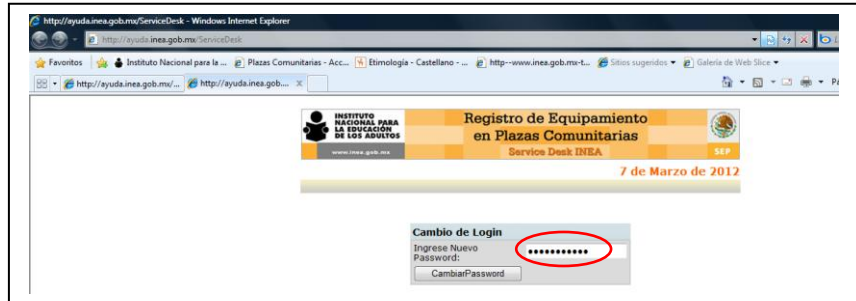 http://ayuda.inea.gob.mx/ServiceDesk - Windows Internet Explorer
http://ayuda.inea.gob.mx/ServiceDesk
Favoritos Instituto Nacional para la ... Plazas Comunitarias - Acc... Etimología - Castellano - ... http--www.inea.gob.mx-t... Sitios sugeridos Galería de Web Slice
http://ayuda.inea.gob.mx/... http://ayuda.inea.gob.... X
INSTITUTO
NACIONAL PARA
LA EDUCACIÓN
DE LOS ADULTOS
www.inea.gob.mx
Registro de Equipamiento
en Plazas Comunitarias
Service Desk INEA
SEP
7 de Marzo de 2012
Cambio de Login
Ingrese Nuevo
Password:
•••••••••••
CambiarPassword